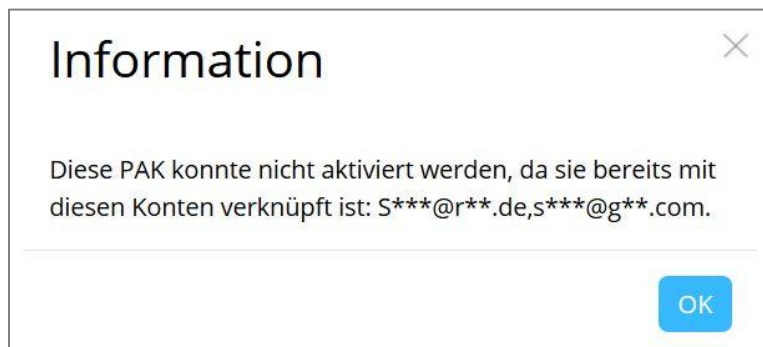 Information
Diese PAK konnte nicht aktiviert werden, da sie bereits mit
diesen Konten verknüpft ist: S***@r**.de,s***@g**.com.
OK